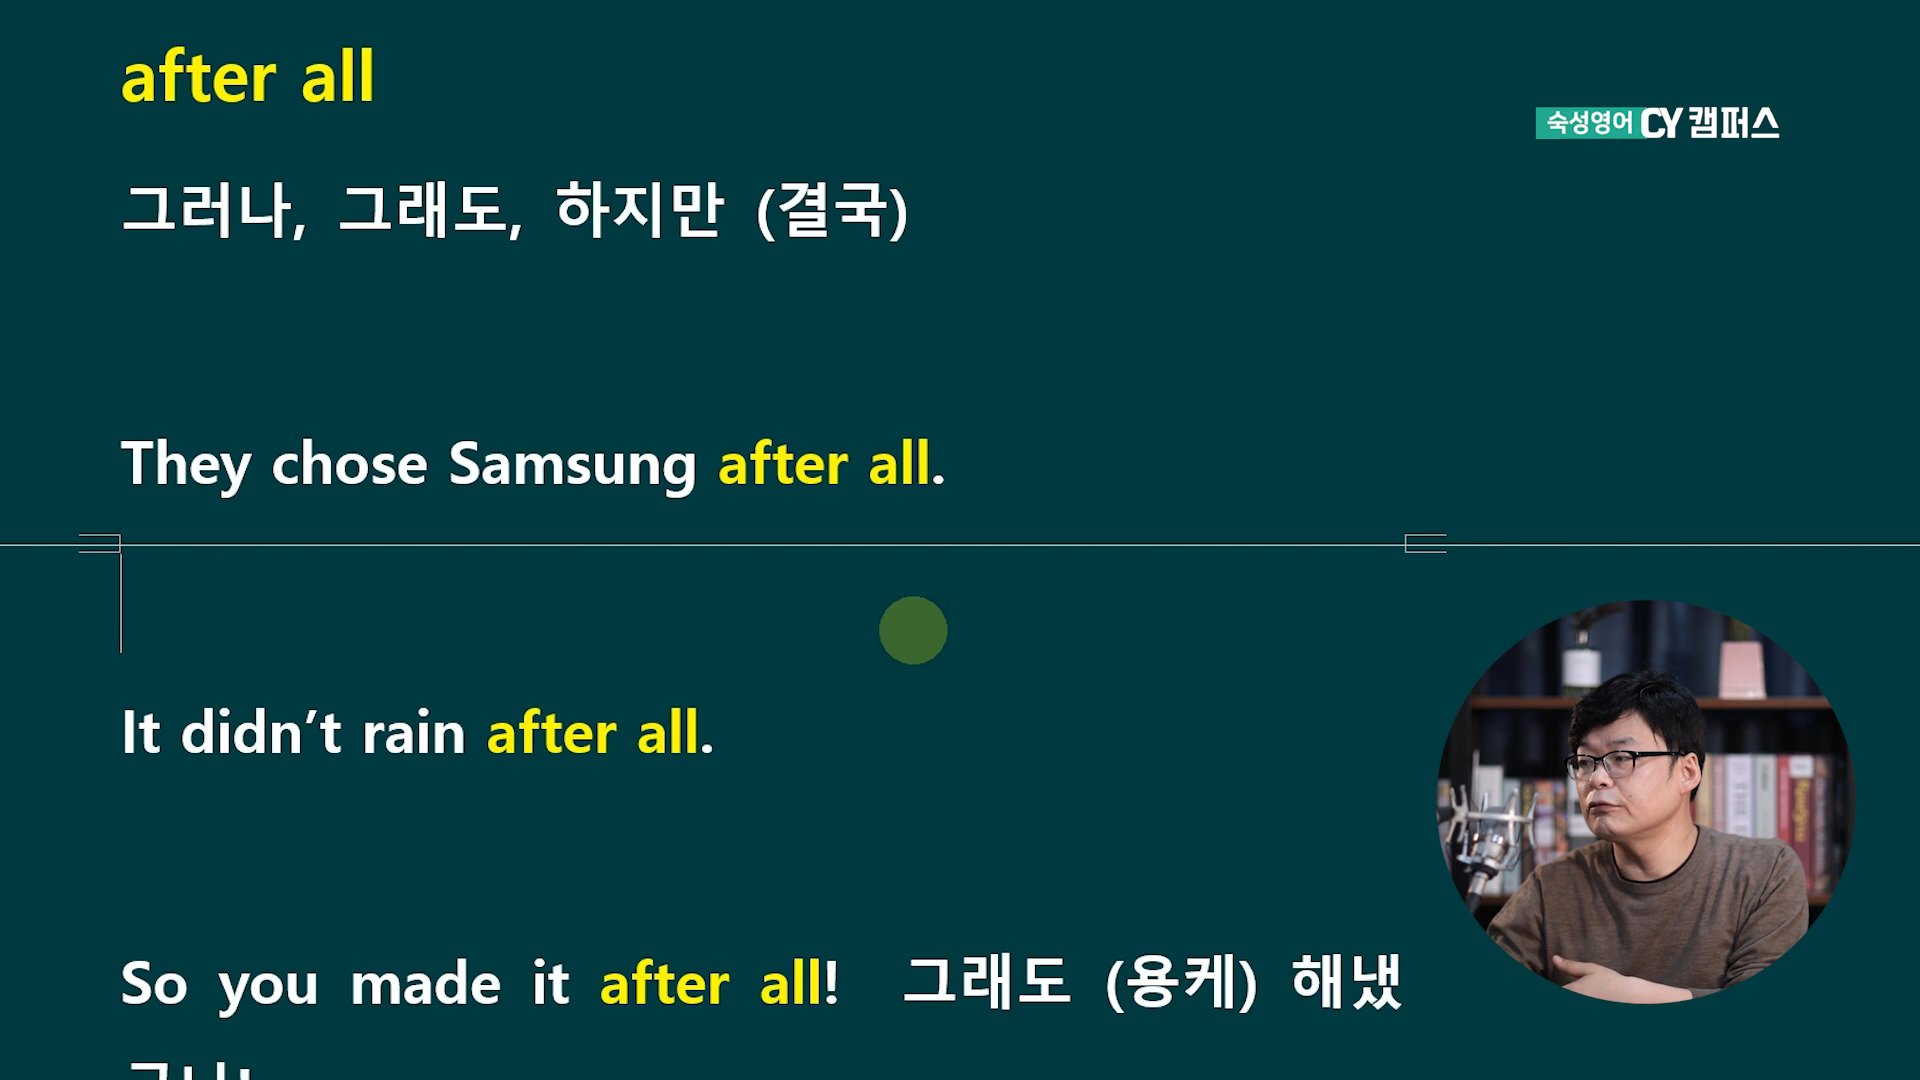 after all
숙성영어 CY 캠퍼스
그러나, 그래도, 하지만 (결국)
They chose Samsung after all.
It didn’t rain after all.
So you made it after all! 그래도 (용케) 해냈